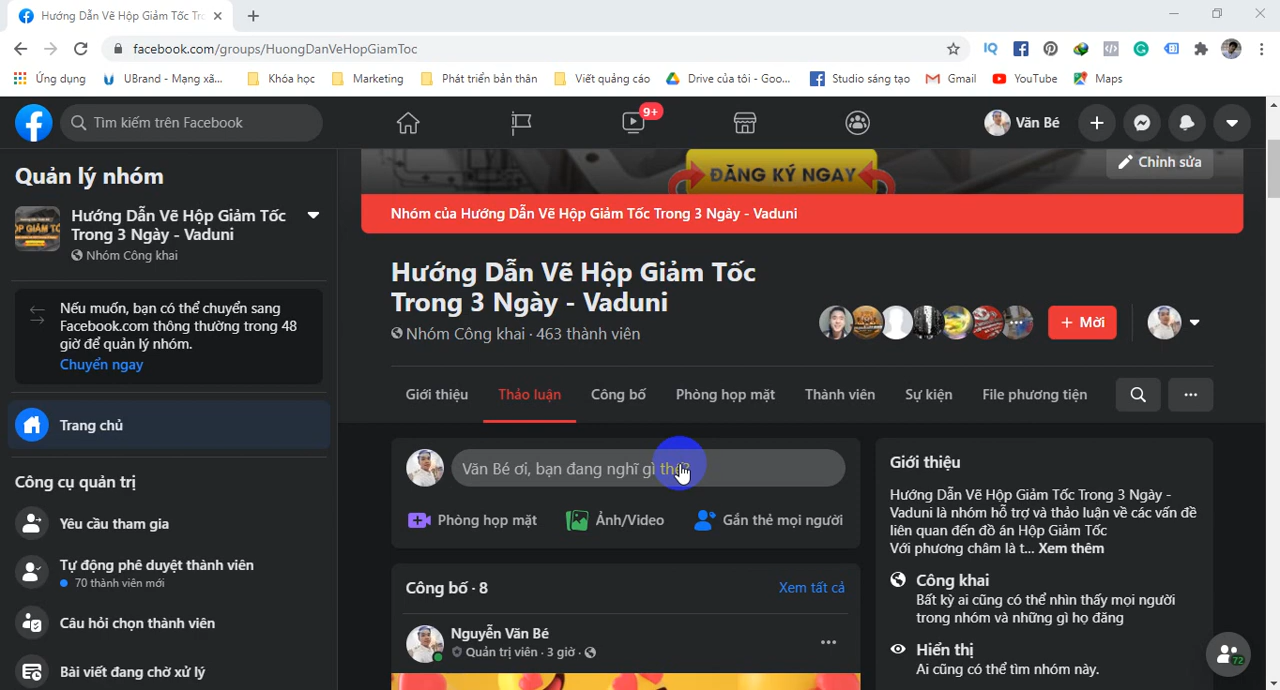 Hướng Dẫn Vẽ Hộp Giảm Tốc Trc
facebook.com/groups/HuongDanVeHopGiamToc
IQ
Ứng dụng
UBrand - Mạng xã...
Khóa học
Marketing
Phát triển bản thân
Viết quảng cáo
Drive của tôi - Goo...
Studio sáng tạo
Gmail
YouTube
Maps
Tìm kiếm trên Facebook
9+
Văn Bé
Quản lý nhóm
Hướng Dẫn Vẽ Hộp Giảm Tốc
Trong 3 Ngày - Vaduni
Nhóm Công khai
Nếu muốn, bạn có thể chuyển sang
Facebook.com thông thường trong 48
giờ để quản lý nhóm.
Chuyển ngay
Trang chủ
Công cụ quản trị
Yêu cầu tham gia
Tự động phê duyệt thành viên
70 thành viên mới
Câu hỏi chọn thành viên
Bài viết đang chờ xử lý
ĐĂNG KÝ NGAY
Chỉnh sửa
Nhóm của Hướng Dẫn Vẽ Hộp Giảm Tốc Trong 3 Ngày - Vaduni
Hướng Dẫn Vẽ Hộp Giảm Tốc
Trong 3 Ngày - Vaduni
Nhóm Công khai · 463 thành viên
+ Mời
Giới thiệu
Thảo luận
Công bố
Phòng họp mặt
Thành viên
Sự kiện
File phương tiện
Văn Bé ơi, bạn đang nghĩ gì thế?
Phòng họp mặt
Ảnh/Video
Gắn thẻ mọi người
Công bố · 8
Xem tất cả
Nguyễn Văn Bé
Quản trị viên · 3 giờ ·
Giới thiệu
Hướng Dẫn Vẽ Hộp Giảm Tốc Trong 3 Ngày -
Vaduni là nhóm hỗ trợ và thảo luận về các vấn đề
liên quan đến đồ án Hộp Giảm Tốc
Với phương châm là t... Xem thêm
Công khai
Bất kỳ ai cũng có thể nhìn thấy mọi người
trong nhóm và những gì họ đăng
Hiển thị
Ai cũng có thể tìm nhóm này.
72